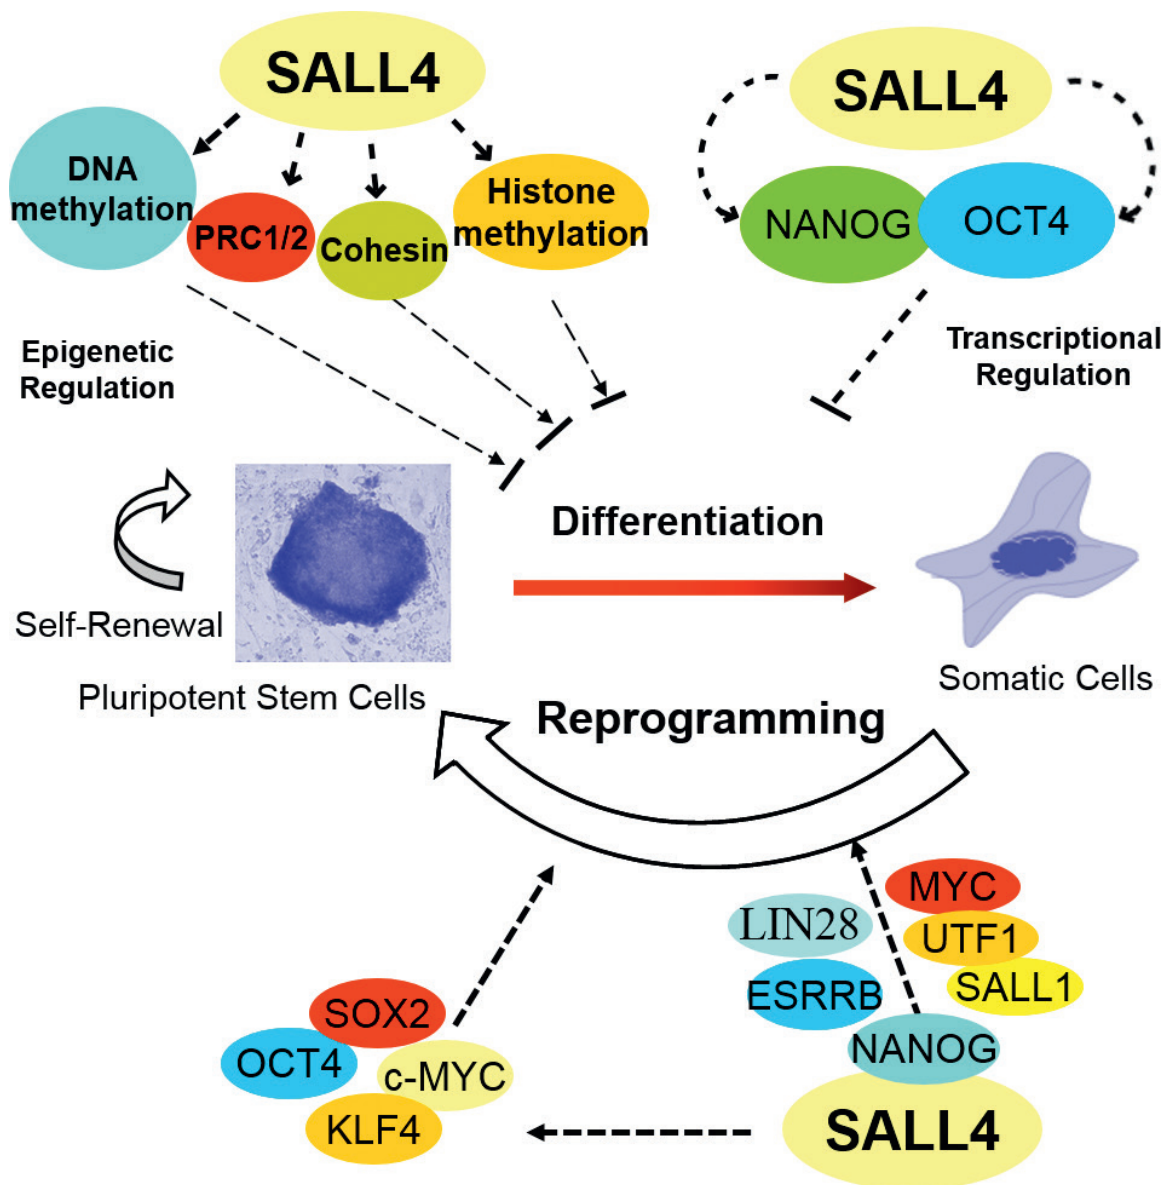 SALL4
SALL4
DNA
methylation
PRC1/2
Cohesin
Histone
methylation
NANOG
OCT4
Epigenetic
Regulation
Transcriptional
Regulation
Differentiation
Self-Renewal
Pluripotent Stem Cells
Somatic Cells
Reprogramming
MYC
LIN28
UTF1
ESRRB
SALL1
NANOG
SALL4
SOX2
OCT4
c-MYC
KLF4